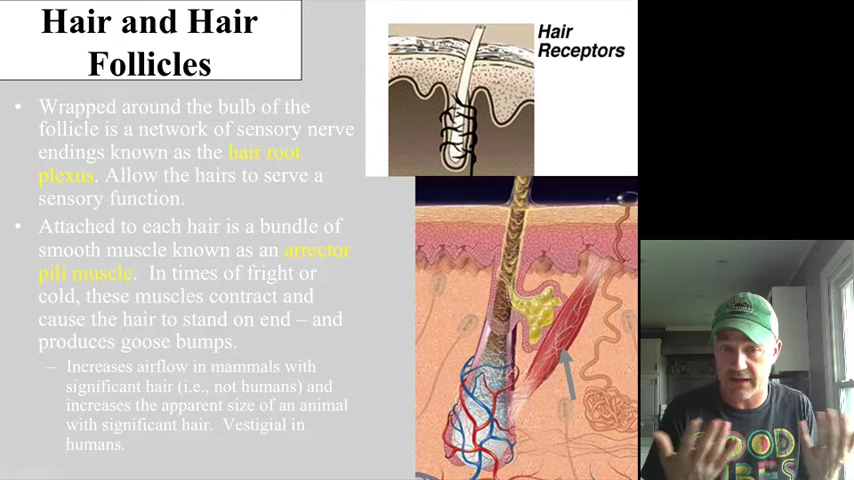 Hair and Hair
Follicles
• Wrapped around the bulb of the
follicle is a network of sensory nerve
endings known as the hair root
plexus. Allow the hairs to serve a
sensory function.
• Attached to each hair is a bundle of
smooth muscle known as an arrector
pili muscle. In times of fright or
cold, these muscles contract and
cause the hair to stand on end – and
produces goose bumps.
– Increases airflow in mammals with
significant hair (i.e., not humans) and
increases the apparent size of an animal
with significant hair. Vestigial in
humans.
Hair
Receptors
GOOD
VIBES